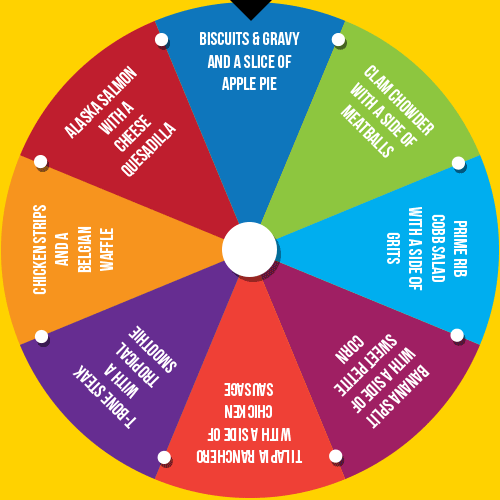 BISCUITS & GRAVY
AND A SLICE OF
APPLE PIE
CLAM CHOWDER
WITH A SIDE OF
MEATBALLS
PRIME RIB
COBB SALAD
WITH A SIDE OF
GRITS
BANANA SPLIT
WITH A SIDE OF
SWEET PETITE
CORN
TILAPIA RANCHERO
WITH A SIDE OF
CHICKEN
SAUSAGE
T-BONE STEAK
WITH A
TROPICAL
SMOOTHIE
CHICKEN STRIPS
AND A
BELGIAN
WAFFLE
ALASKA SALMON
WITH A
CHEESE
QUESADILLA